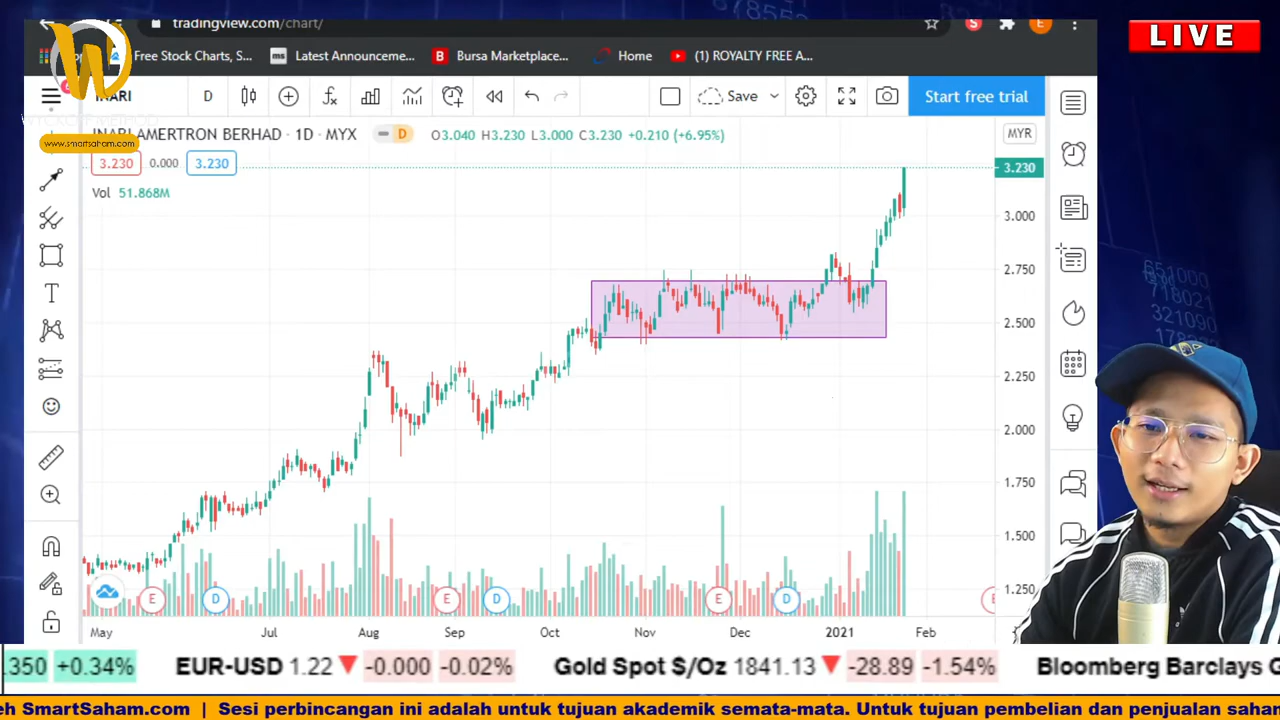 tradingview.com/chart/
LIVE
Free Stock Charts, S...
ms Latest Announceme...
B Bursa Marketplace...
Home
(1) ROYALTY FREE A...
INARI
D
Save
Start free trial
INARI AMERTRON BERHAD · 1D · MYX
D
O3.040 H3.230 L3.000 C3.230 +0.210 (+6.95%)
MYR
www.smartsaham.com
3.230 0.000 3.230
3.230
Vol 51.868M
3.000
2.750
2.500
2.250
2.000
1.750
1.500
1.250
E D E D E D
May Jul Aug Sep Oct Nov Dec 2021 Feb
.350 +0.34% EUR-USD 1.22 -0.000 -0.02% Gold Spot $/Oz 1841.13 -28.89 -1.54% Bloomberg Barclays G
eh SmartSaham.com | Sesi perbincangan ini adalah untuk tujuan akademik semata-mata. Untuk tujuan pembelian dan penjualan saham